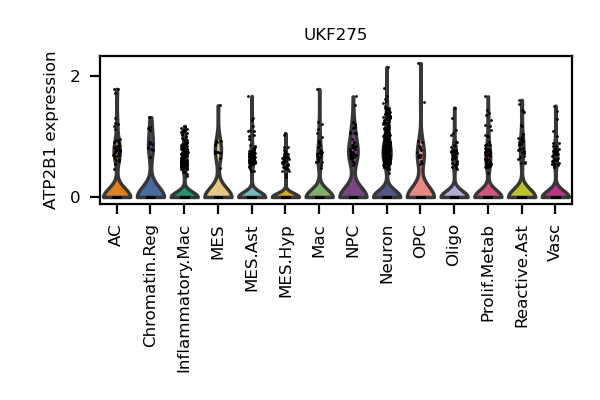 UKF275
ATP2B1 expression
2
0
AC
Chromatin.Reg
Inflammatory.Mac
MES
MES.Ast
MES.Hyp
Mac
NPC
Neuron
OPC
Oligo
Prolif.Metab
Reactive.Ast
Vasc